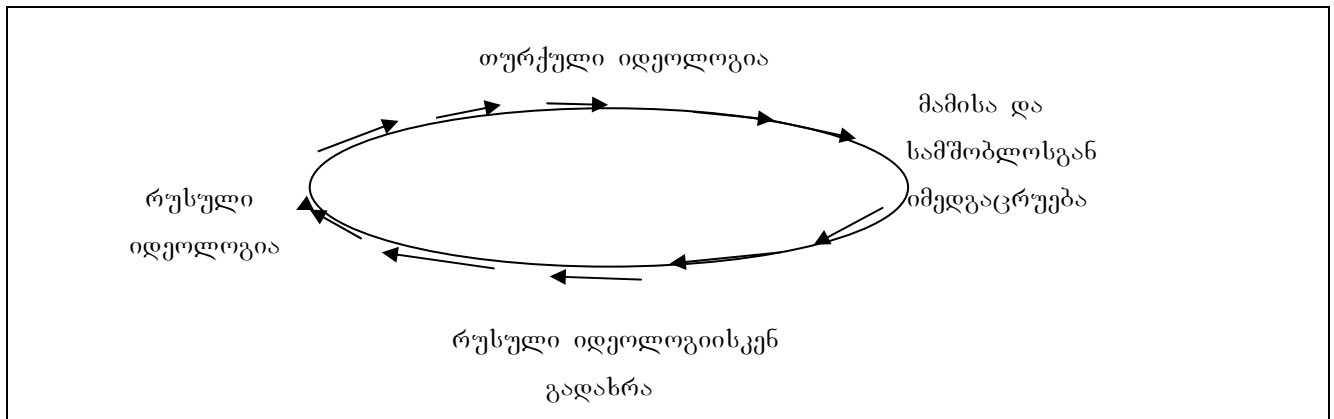 თურქული იდეოლოგია
მამისა და
სამშობლოსგან
იმედგაცრუება
რუსული
იდეოლოგია
რუსული იდეოლოგიისკენ
გადახრა